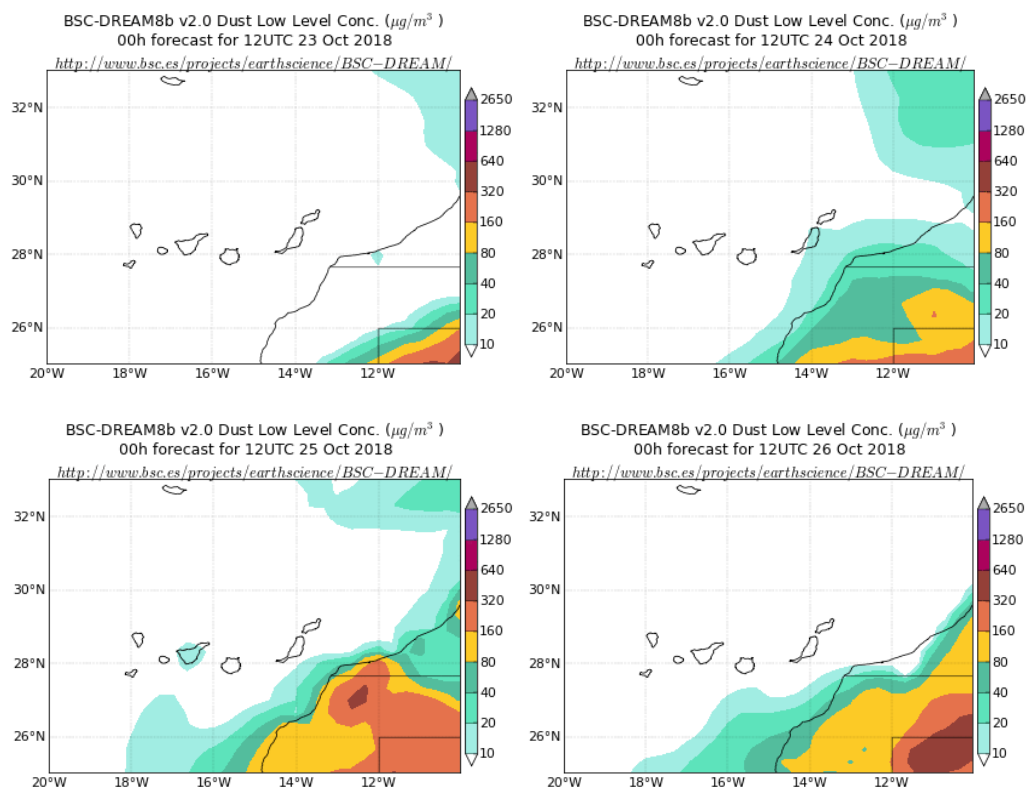 BSC-DREAM8b v2.0 Dust Low Level Conc. (μg/m³ )
00h forecast for 12UTC 23 Oct 2018
http://www.bsc.es/projects/earthscience/BSC−DREAM/
32°N
30°N
28°N
26°N
20°W 18°W 16°W 14°W 12°W
2650
1280
640
320
160
80
40
20
10
BSC-DREAM8b v2.0 Dust Low Level Conc. (μg/m³ )
00h forecast for 12UTC 24 Oct 2018
http://www.bsc.es/projects/earthscience/BSC−DREAM/
32°N
30°N
28°N
26°N
20°W 18°W 16°W 14°W 12°W
2650
1280
640
320
160
80
40
20
10
BSC-DREAM8b v2.0 Dust Low Level Conc. (μg/m³ )
00h forecast for 12UTC 25 Oct 2018
http://www.bsc.es/projects/earthscience/BSC−DREAM/
32°N
30°N
28°N
26°N
20°W 18°W 16°W 14°W 12°W
2650
1280
640
320
160
80
40
20
10
BSC-DREAM8b v2.0 Dust Low Level Conc. (μg/m³ )
00h forecast for 12UTC 26 Oct 2018
http://www.bsc.es/projects/earthscience/BSC−DREAM/
32°N
30°N
28°N
26°N
20°W 18°W 16°W 14°W 12°W
2650
1280
640
320
160
80
40
20
10